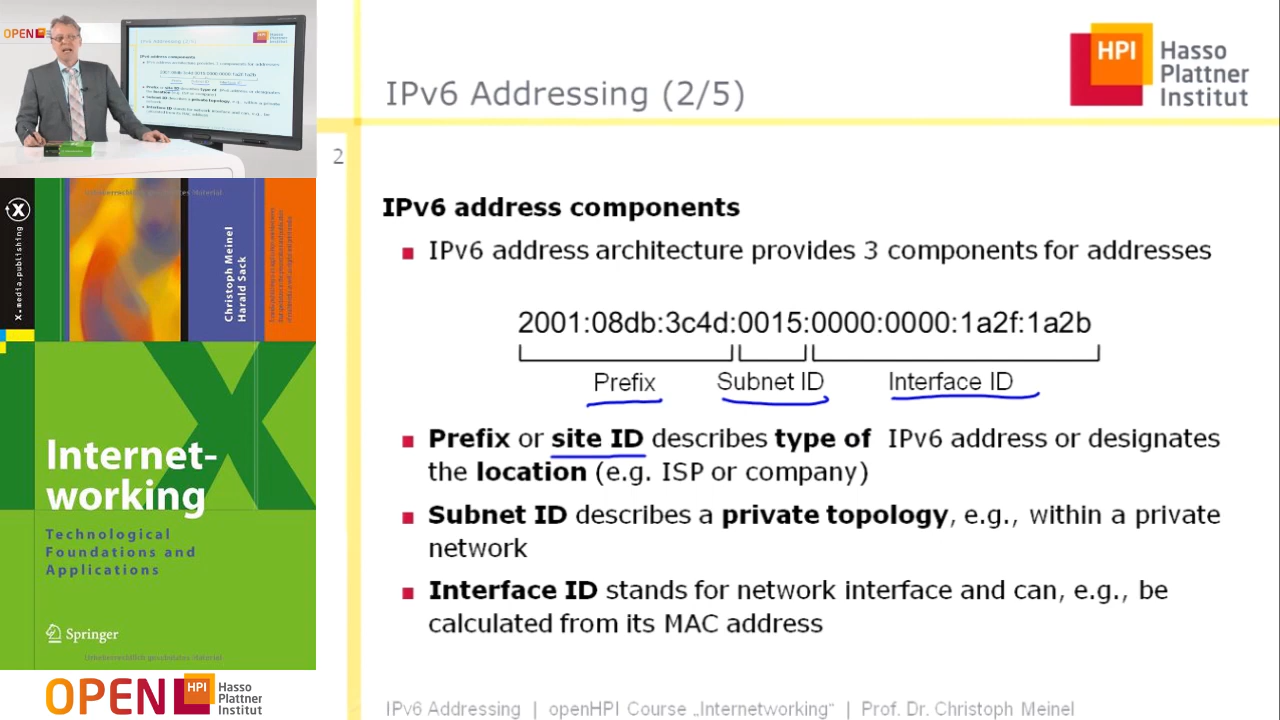 OPEN
IPv6 Addressing (2/5)
HPI
Hasso
Plattner
Institut
2
IPv6 address components
IPv6 address architecture provides 3 components for addresses
2001:08db:3c4d:0015:0000:0000:1a2f:1a2b
Prefix
Subnet ID
Interface ID
Prefix or site ID describes type of IPv6 address or designates
the location (e.g. ISP or company)
Subnet ID describes a private topology, e.g., within a private
network
Interface ID stands for network interface and can, e.g., be
calculated from its MAC address
IPv6 Addressing | openHPI Course „Internetworking“ | Prof. Dr. Christoph Meinel
X.media.publishing
Christoph Meinel
Harald Sack
Internet-
working
Technological
Foundations and
Applications
Springer
OPEN
HPI
Hasso
Plattner
Institut